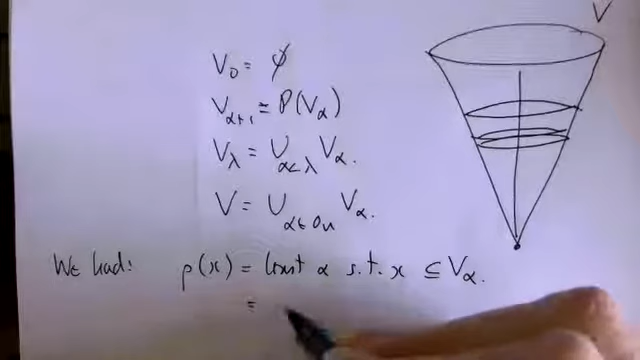 V
V₀ = ∅
V_{α+1} = P(V_α)
V_λ = ∪_{α<λ} V_α.
V = ∪_{α∈On} V_α.
We had: ρ(x) = least α s.t. x ⊆ V_α.
=